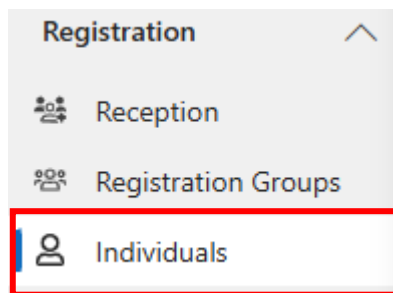 Registration
Reception
Registration Groups
Individuals